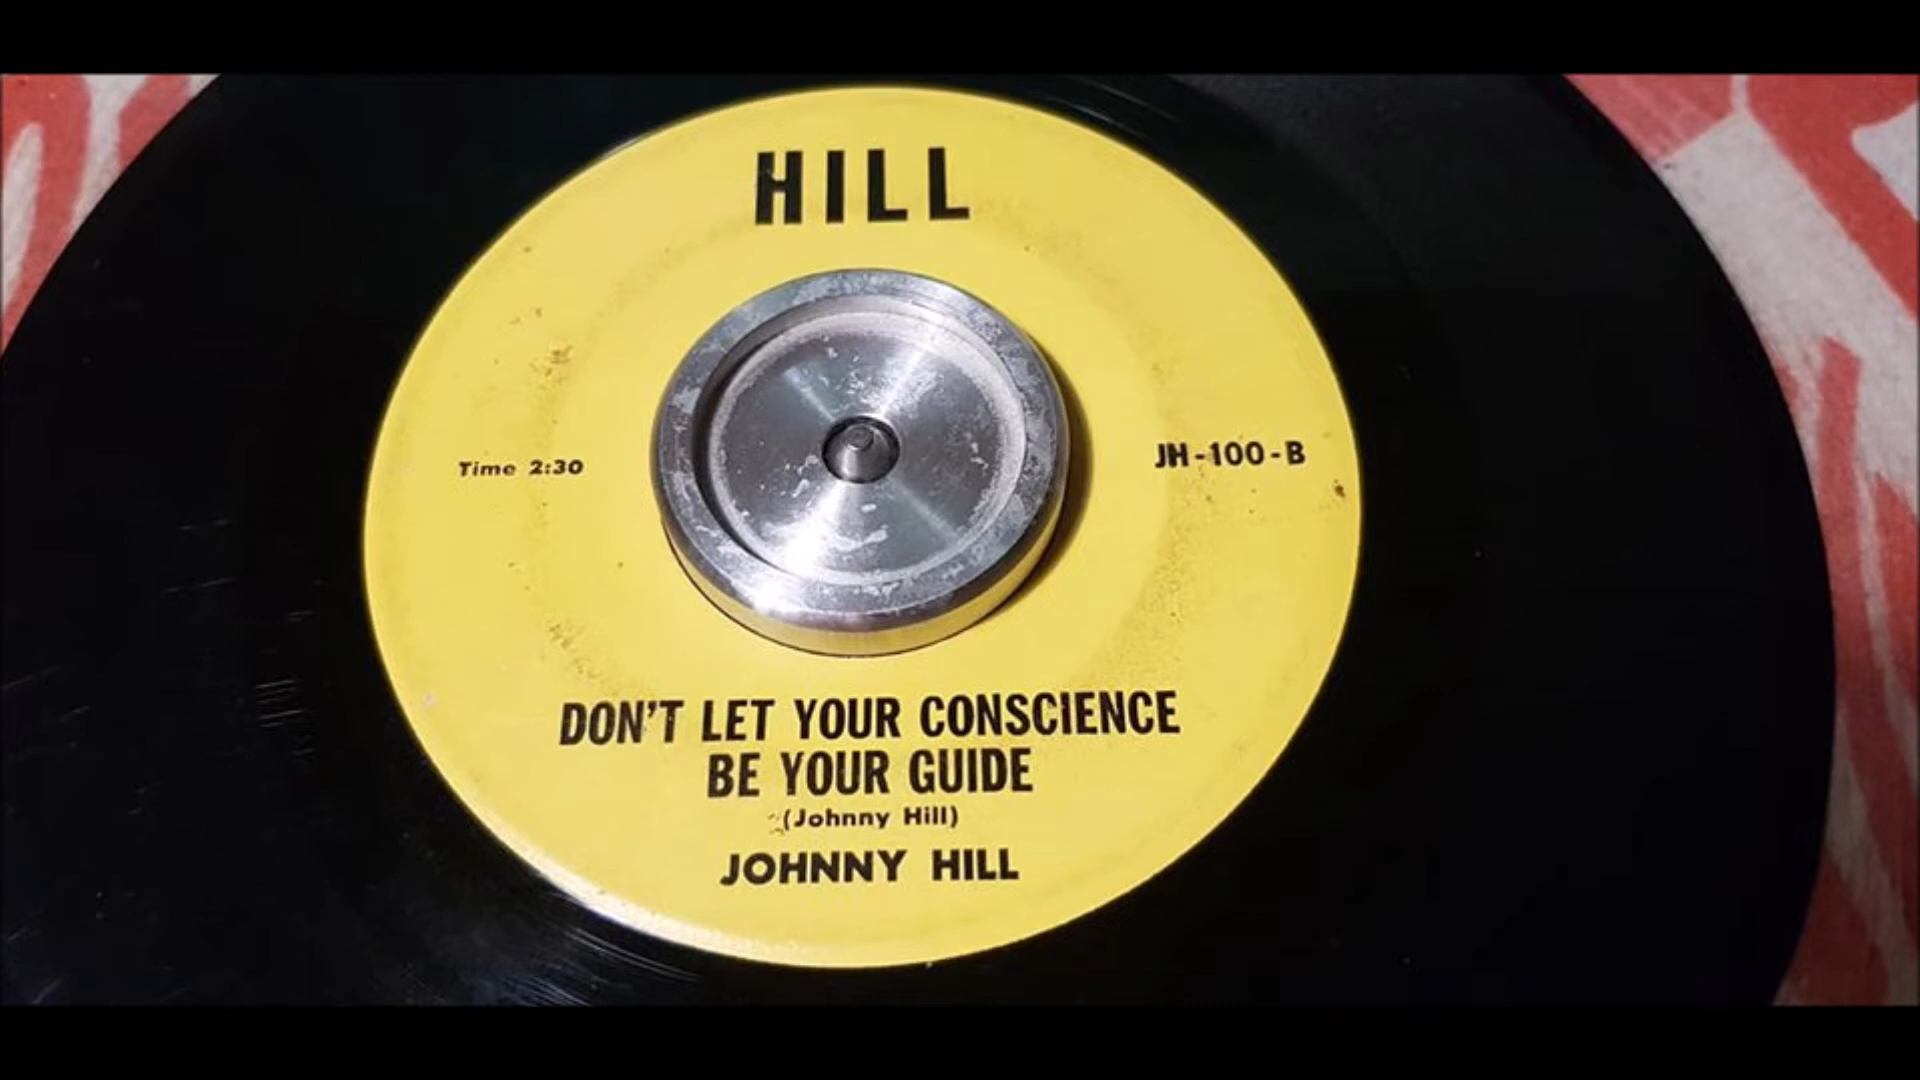 HILL
Time 2:30
JH-100-B
DON'T LET YOUR CONSCIENCE
BE YOUR GUIDE
(Johnny Hill)
JOHNNY HILL